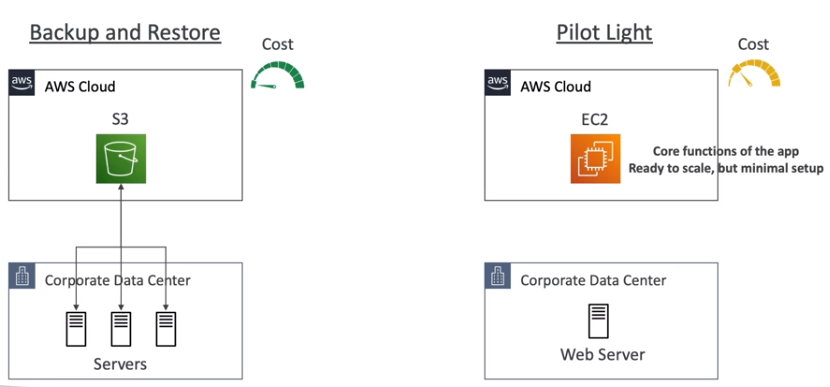 Backup and Restore
Cost
aws
AWS Cloud
S3
Corporate Data Center
Servers
Pilot Light
Cost
aws
AWS Cloud
EC2
Core functions of the app
Ready to scale, but minimal setup
Corporate Data Center
Web Server